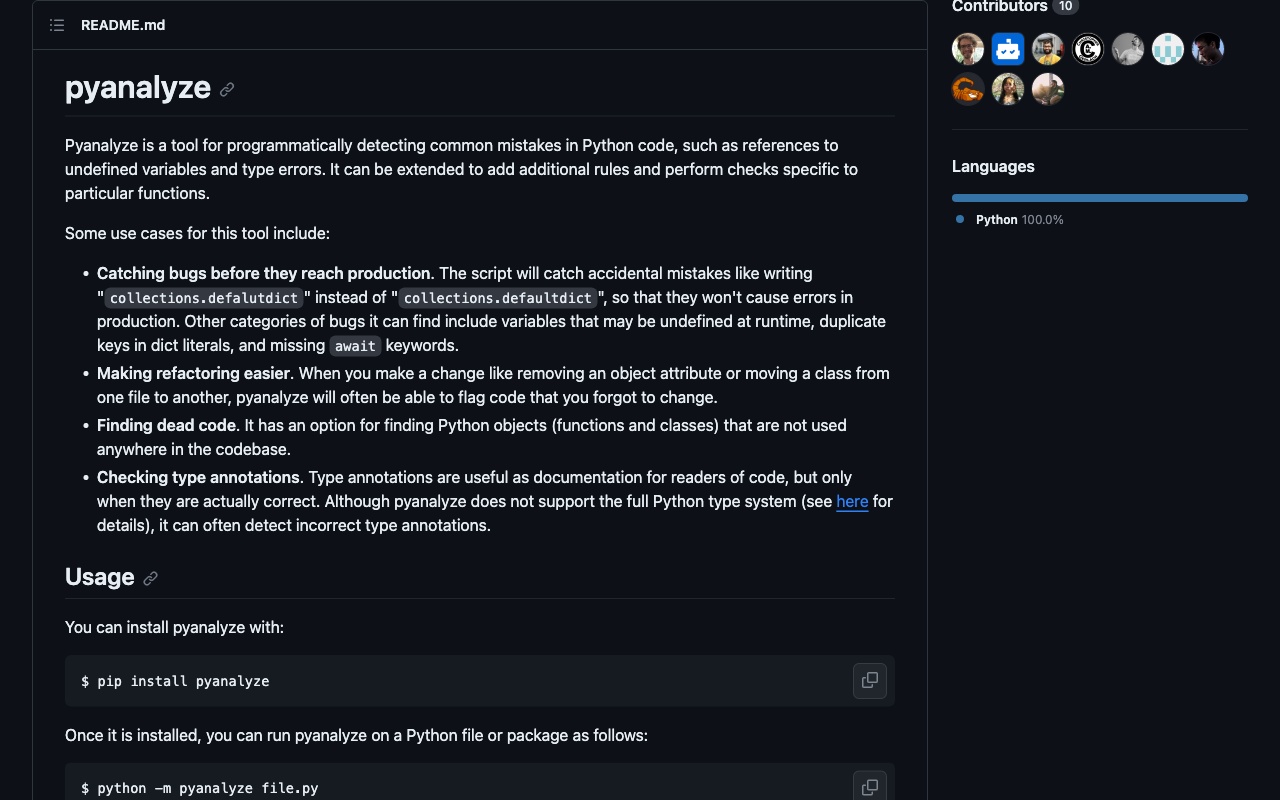 README.md
pyanalyze
Pyanalyze is a tool for programmatically detecting common mistakes in Python code, such as references to
undefined variables and type errors. It can be extended to add additional rules and perform checks specific to
particular functions.
Some use cases for this tool include:
• Catching bugs before they reach production. The script will catch accidental mistakes like writing
"collections.defalutdict" instead of "collections.defaultdict", so that they won't cause errors in
production. Other categories of bugs it can find include variables that may be undefined at runtime, duplicate
keys in dict literals, and missing await keywords.
• Making refactoring easier. When you make a change like removing an object attribute or moving a class from
one file to another, pyanalyze will often be able to flag code that you forgot to change.
• Finding dead code. It has an option for finding Python objects (functions and classes) that are not used
anywhere in the codebase.
• Checking type annotations. Type annotations are useful as documentation for readers of code, but only
when they are actually correct. Although pyanalyze does not support the full Python type system (see here for
details), it can often detect incorrect type annotations.
Usage
You can install pyanalyze with:
$ pip install pyanalyze
Once it is installed, you can run pyanalyze on a Python file or package as follows:
$ python -m pyanalyze file.py
Contributors 10
Languages
Python 100.0%